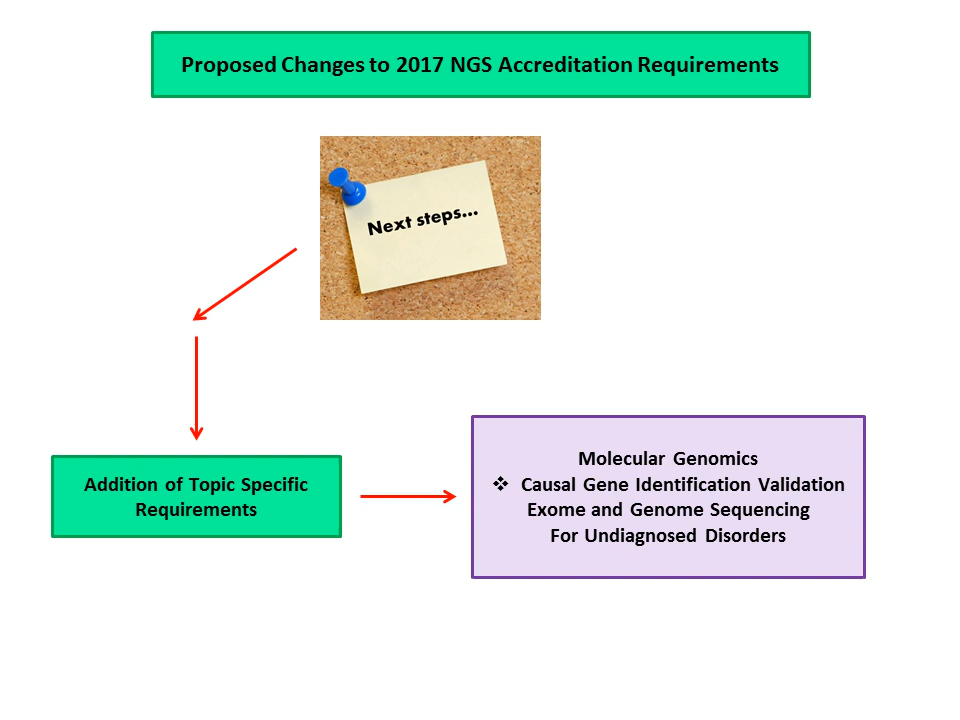 Proposed Changes to 2017 NGS Accreditation Requirements
Next steps...
Addition of Topic Specific
Requirements
Molecular Genomics
❖ Causal Gene Identification Validation
Exome and Genome Sequencing
For Undiagnosed Disorders